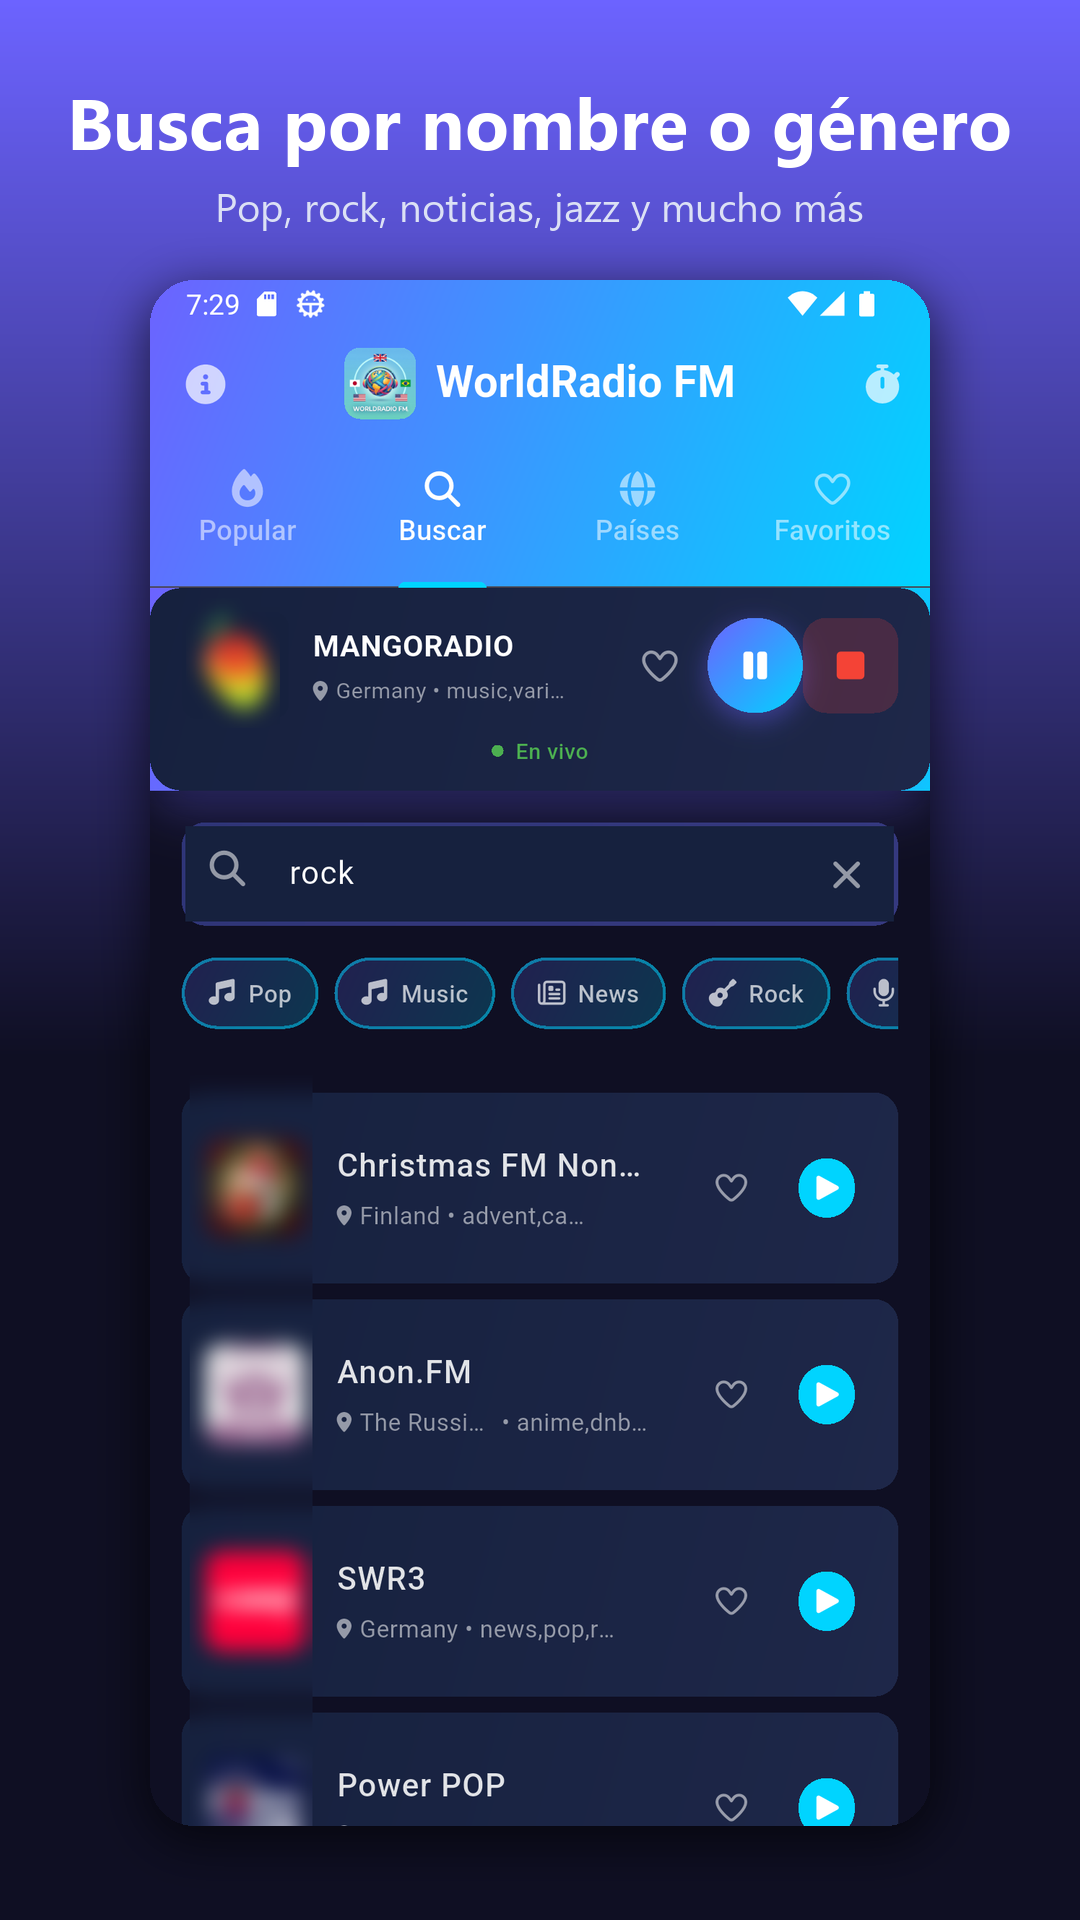 Busca por nombre o género
Pop, rock, noticias, jazz y mucho más
7:29
WORLDRADIO FM
WorldRadio FM
Popular
Buscar
Países
Favoritos
MANGORADIO
Germany • music,vari...
En vivo
rock
Pop
Music
News
Rock
Christmas FM Non...
Finland • advent,ca...
Anon.FM
The Russi... • anime,dnb...
SWR3
Germany • news,pop,r...
Power POP